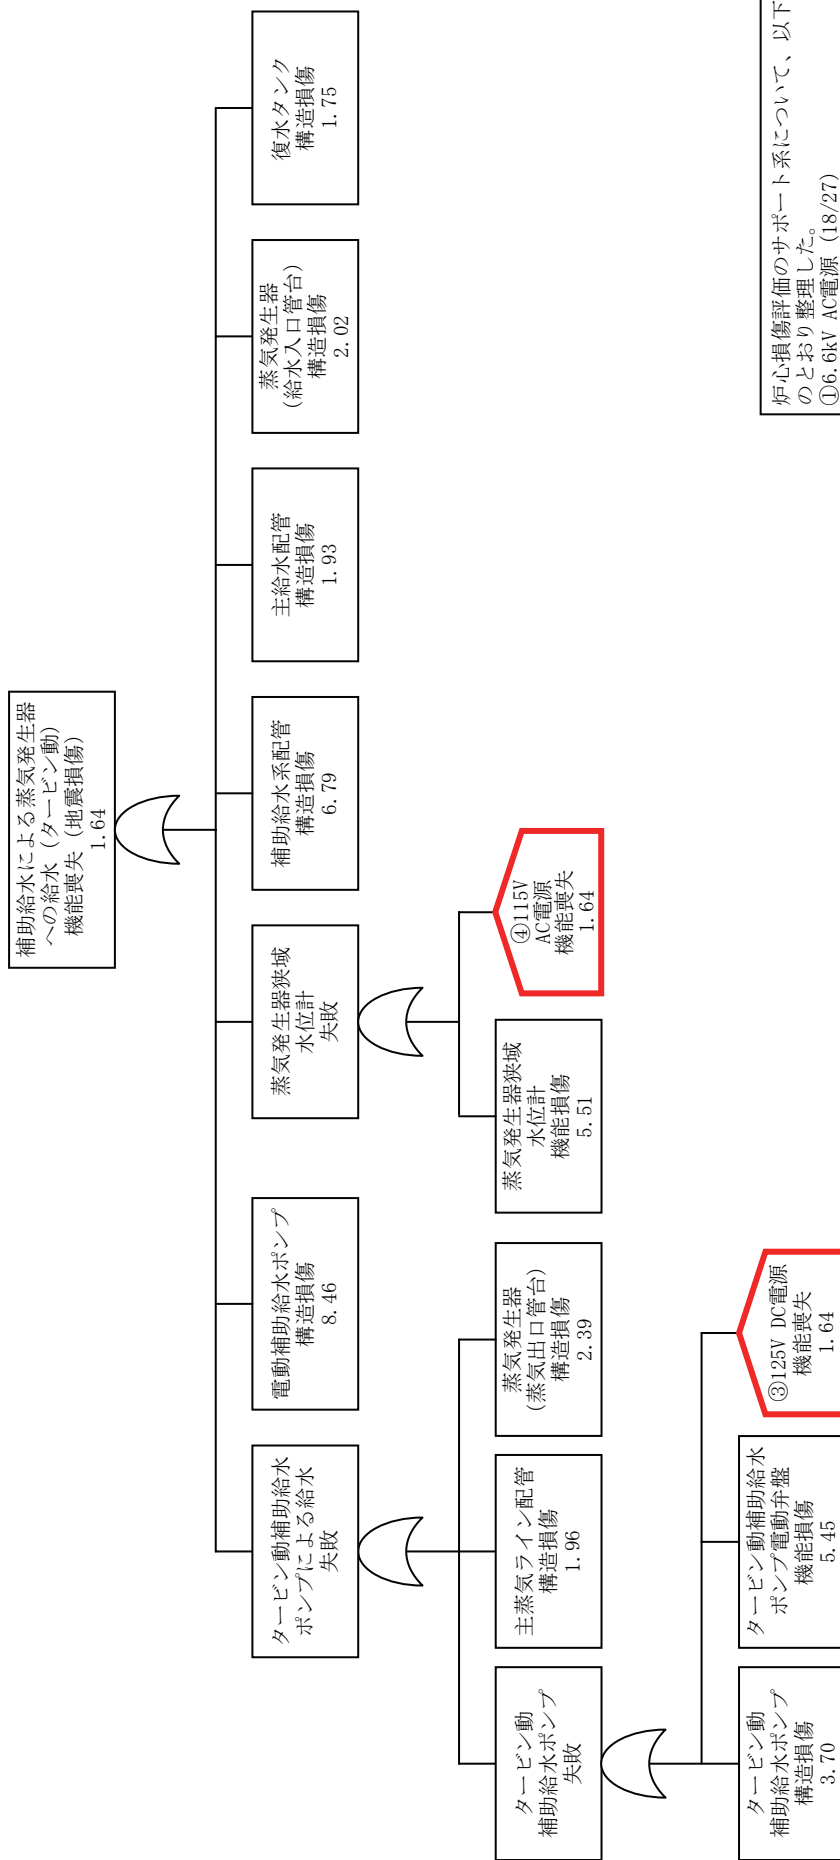 補助給水による蒸気発生器
への給水（タービン動）
機能喪失（地震損傷）
1.64
タービン動補助給水
ポンプによる給水
失敗
電動補助給水ポンプ
構造損傷
8.46
蒸気発生器狭域
水位計
失敗
補助給水系配管
構造損傷
6.79
主給水配管
構造損傷
1.93
蒸気発生器
(給水入口管台)
構造損傷
2.02
復水タンク
構造損傷
1.75
タービン動
補助給水ポンプ
失敗
主蒸気ライン配管
構造損傷
1.96
蒸気発生器
(蒸気出口管台)
構造損傷
2.39
蒸気発生器狭域
水位計
機能損傷
5.51
④115V
AC電源
機能喪失
1.64
タービン動
補助給水ポンプ
構造損傷
3.70
タービン動補助給水
ポンプ電動弁盤
機能損傷
5.45
③125V DC電源
機能喪失
1.64
炉心損傷評価のサポート系について、以下
のとおり整理した。
①6.6kV AC電源（18/27）